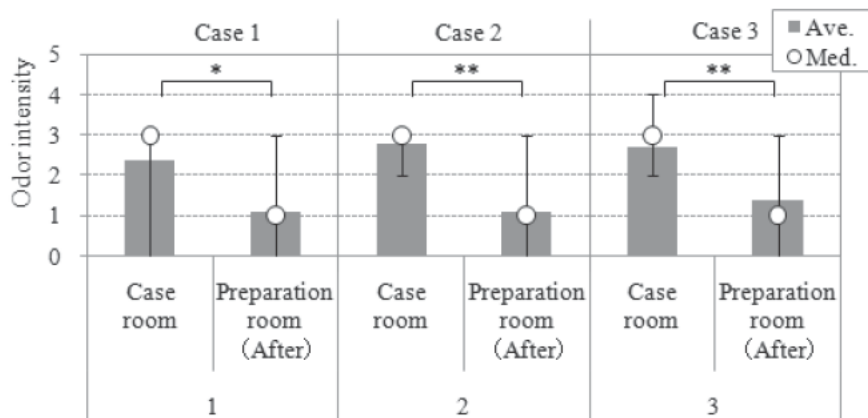 Case 1 Case 2 Case 3
Ave.
Med.
* ** **
Odor intensity
5
4
3
2
1
0
Case room Preparation room (After) Case room Preparation room (After) Case room Preparation room (After)
1 2 3